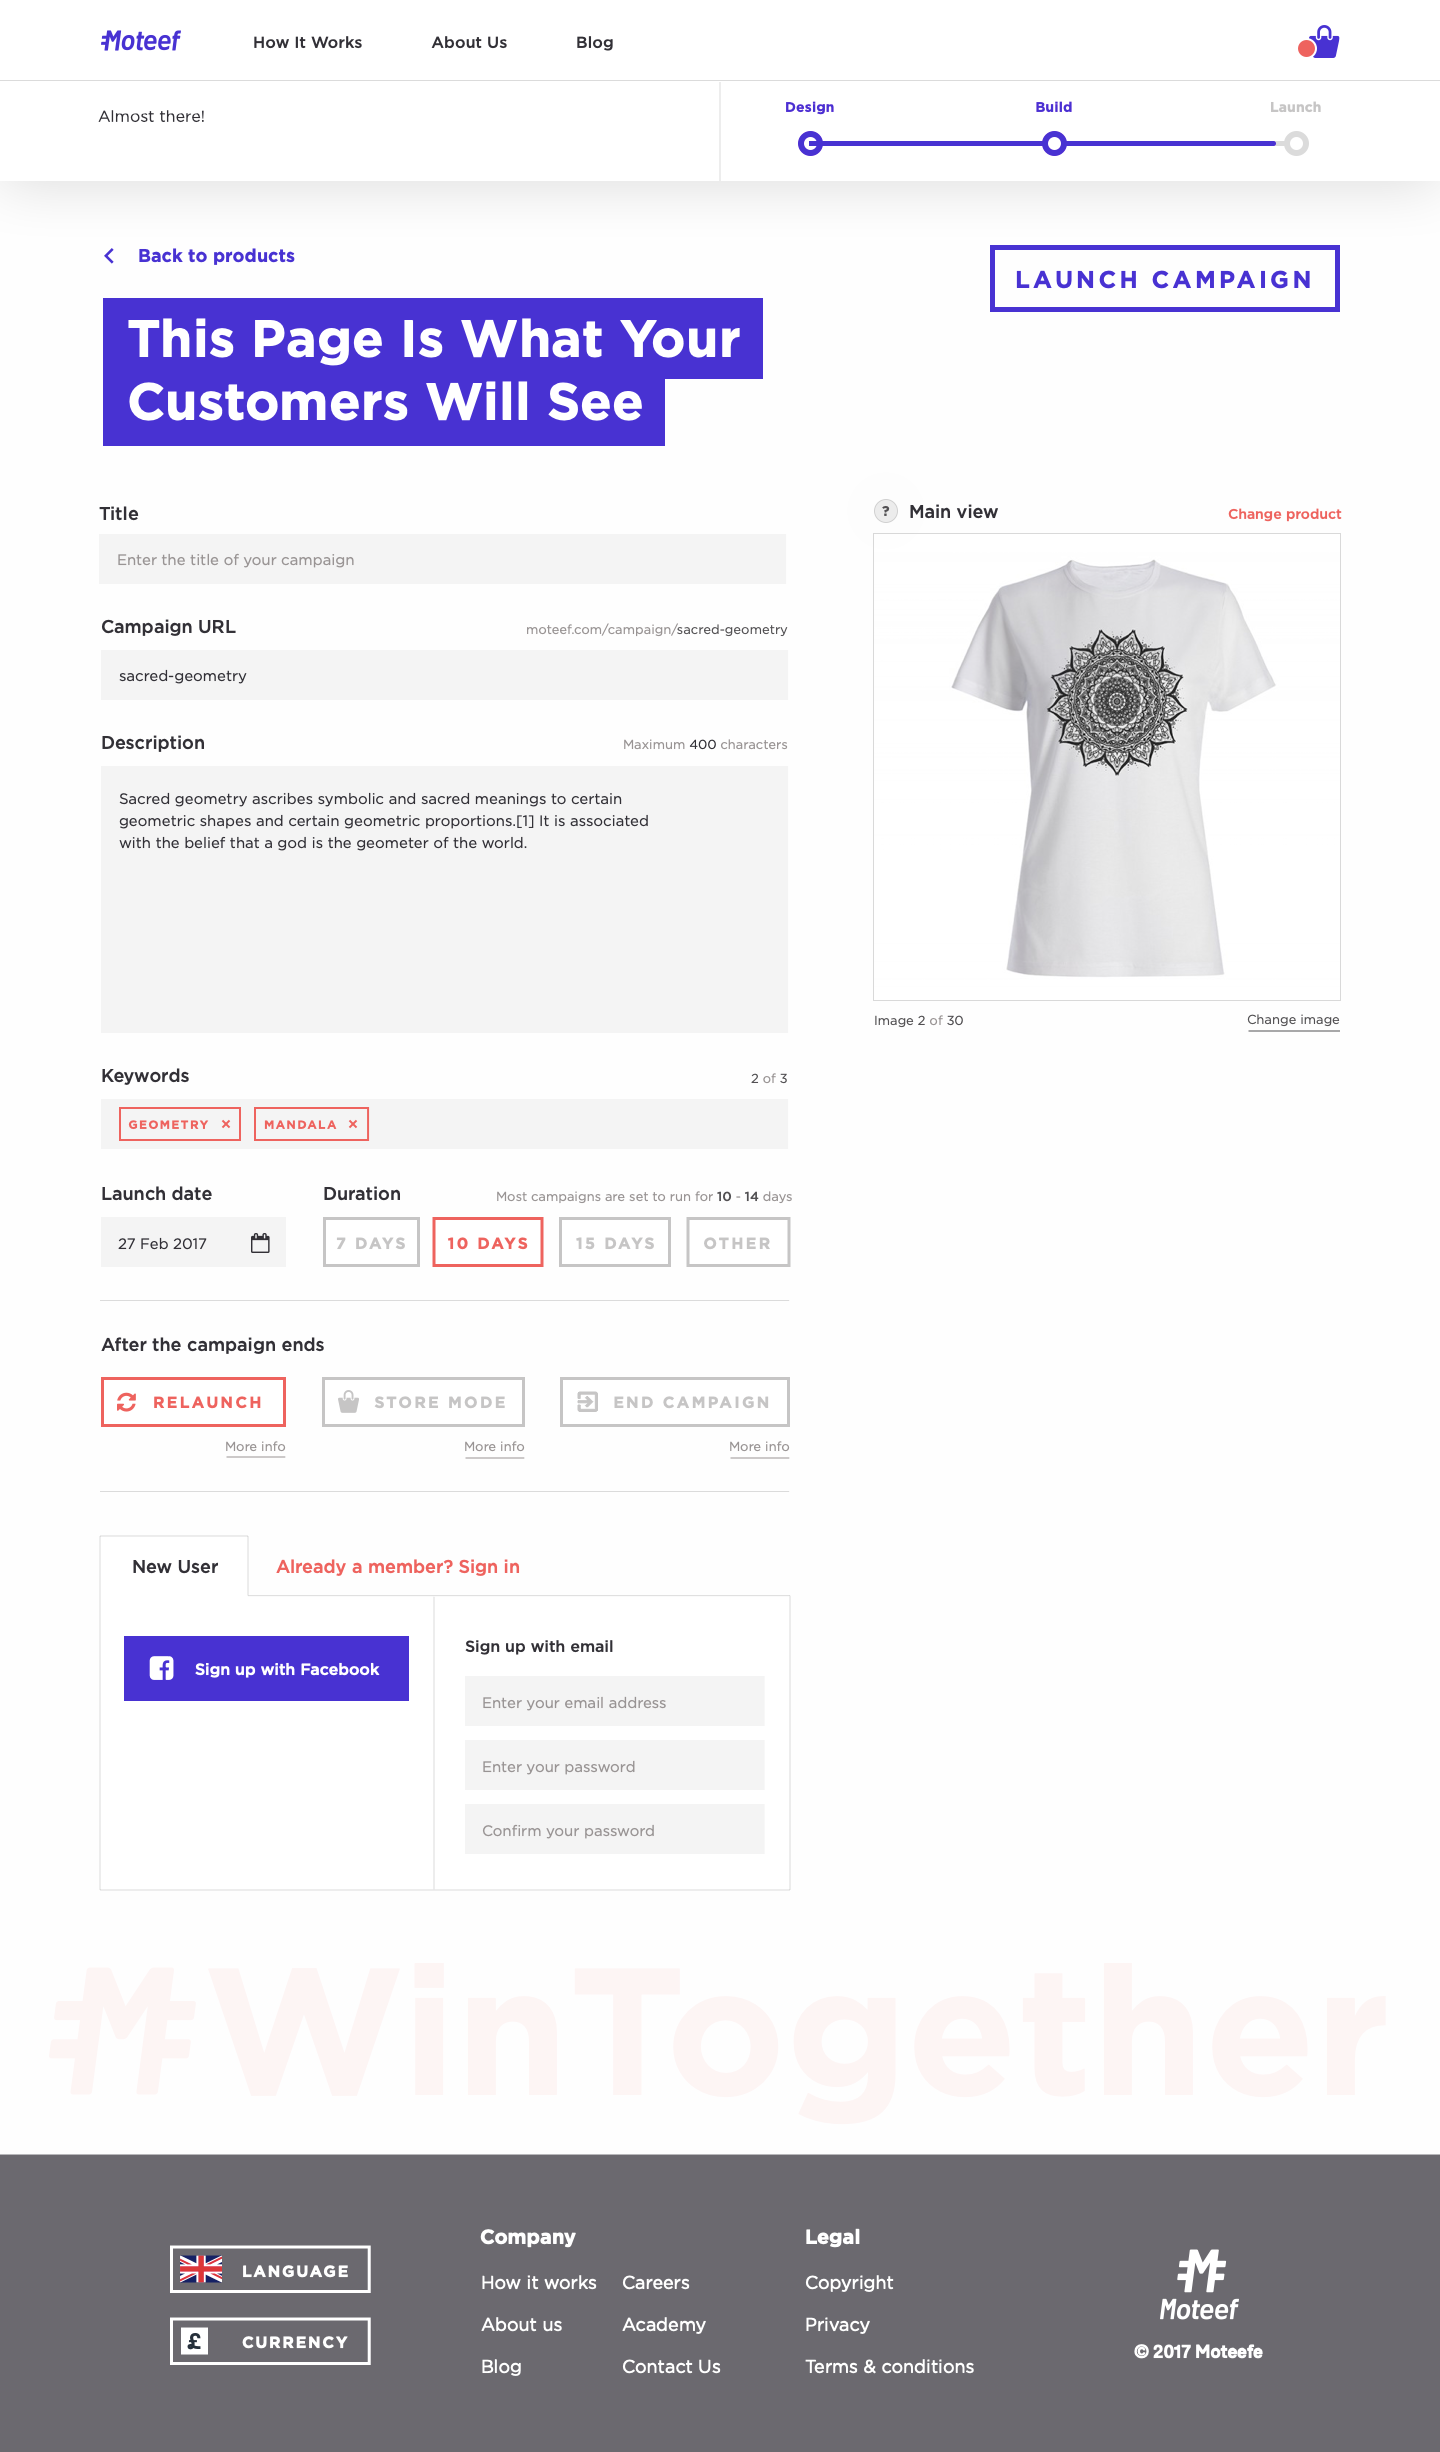 Moteef
How It Works
About Us
Blog
Almost there!
Design
Build
Launch
Back to products
LAUNCH CAMPAIGN
This Page Is What Your
Customers Will See
Title
Enter the title of your campaign
Campaign URL
moteef.com/campaign/sacred-geometry
sacred-geometry
Description
Maximum 400 characters
Sacred geometry ascribes symbolic and sacred meanings to certain
geometric shapes and certain geometric proportions.[1] It is associated
with the belief that a god is the geometer of the world.
Keywords
2 of 3
GEOMETRY ×
MANDALA ×
Launch date
27 Feb 2017
Duration
Most campaigns are set to run for 10 - 14 days
7 DAYS
10 DAYS
15 DAYS
OTHER
After the campaign ends
RELAUNCH
STORE MODE
END CAMPAIGN
More info
More info
More info
? Main view
Change product
Image 2 of 30
Change image
New User
Already a member? Sign in
Sign up with Facebook
Sign up with email
Enter your email address
Enter your password
Confirm your password
#WinTogether
LANGUAGE
£ CURRENCY
Company
How it works
About us
Blog
Careers
Academy
Contact Us
Legal
Copyright
Privacy
Terms & conditions
Moteef
© 2017 Moteefe